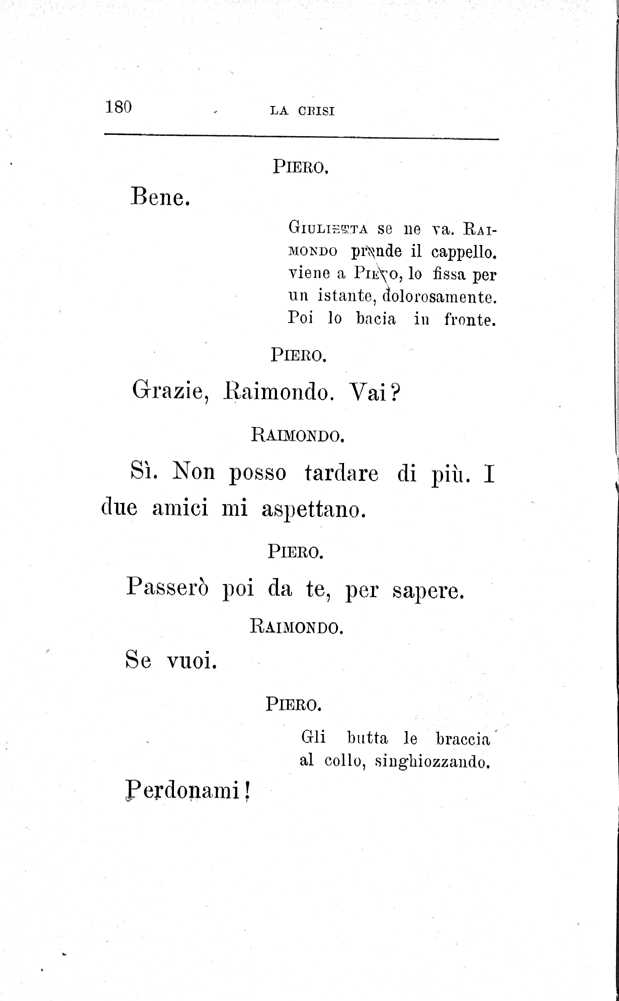 180 LA CRISI
PIERO.
Bene.
GIULIETTA se ne va. RAI-
MONDO prende il cappello.
viene a PIERO, lo fissa per
un istante, dolorosamente.
Poi lo bacia in fronte.
PIERO.
Grazie, Raimondo. Vai?
RAIMONDO.
Sì. Non posso tardare di più. I
due amici mi aspettano.
PIERO.
Passerò poi da te, per sapere.
RAIMONDO.
Se vuoi.
PIERO.
Gli butta le braccia
al collo, singhiozzando.
Perdonami!